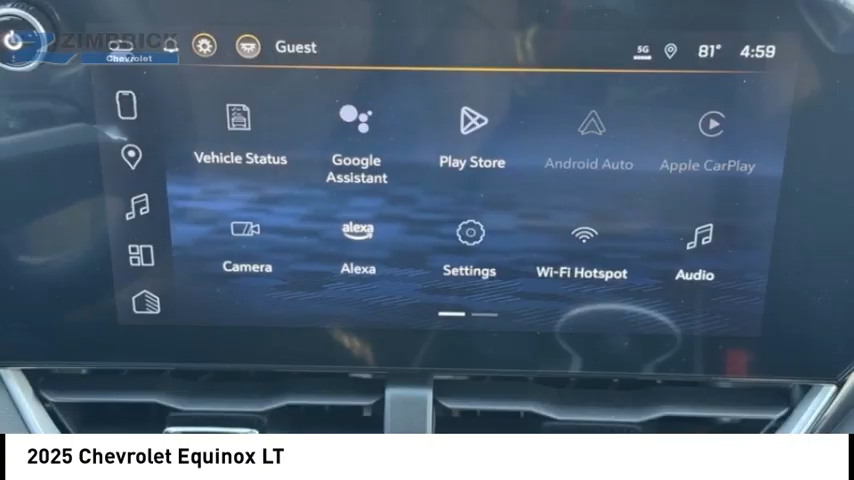 ZIMBRICK
Chevrolet
Guest
5G
81°
4:59
Vehicle Status
Google Assistant
Play Store
Android Auto
Apple CarPlay
Camera
alexa
Alexa
Settings
Wi-Fi Hotspot
Audio
2025 Chevrolet Equinox LT